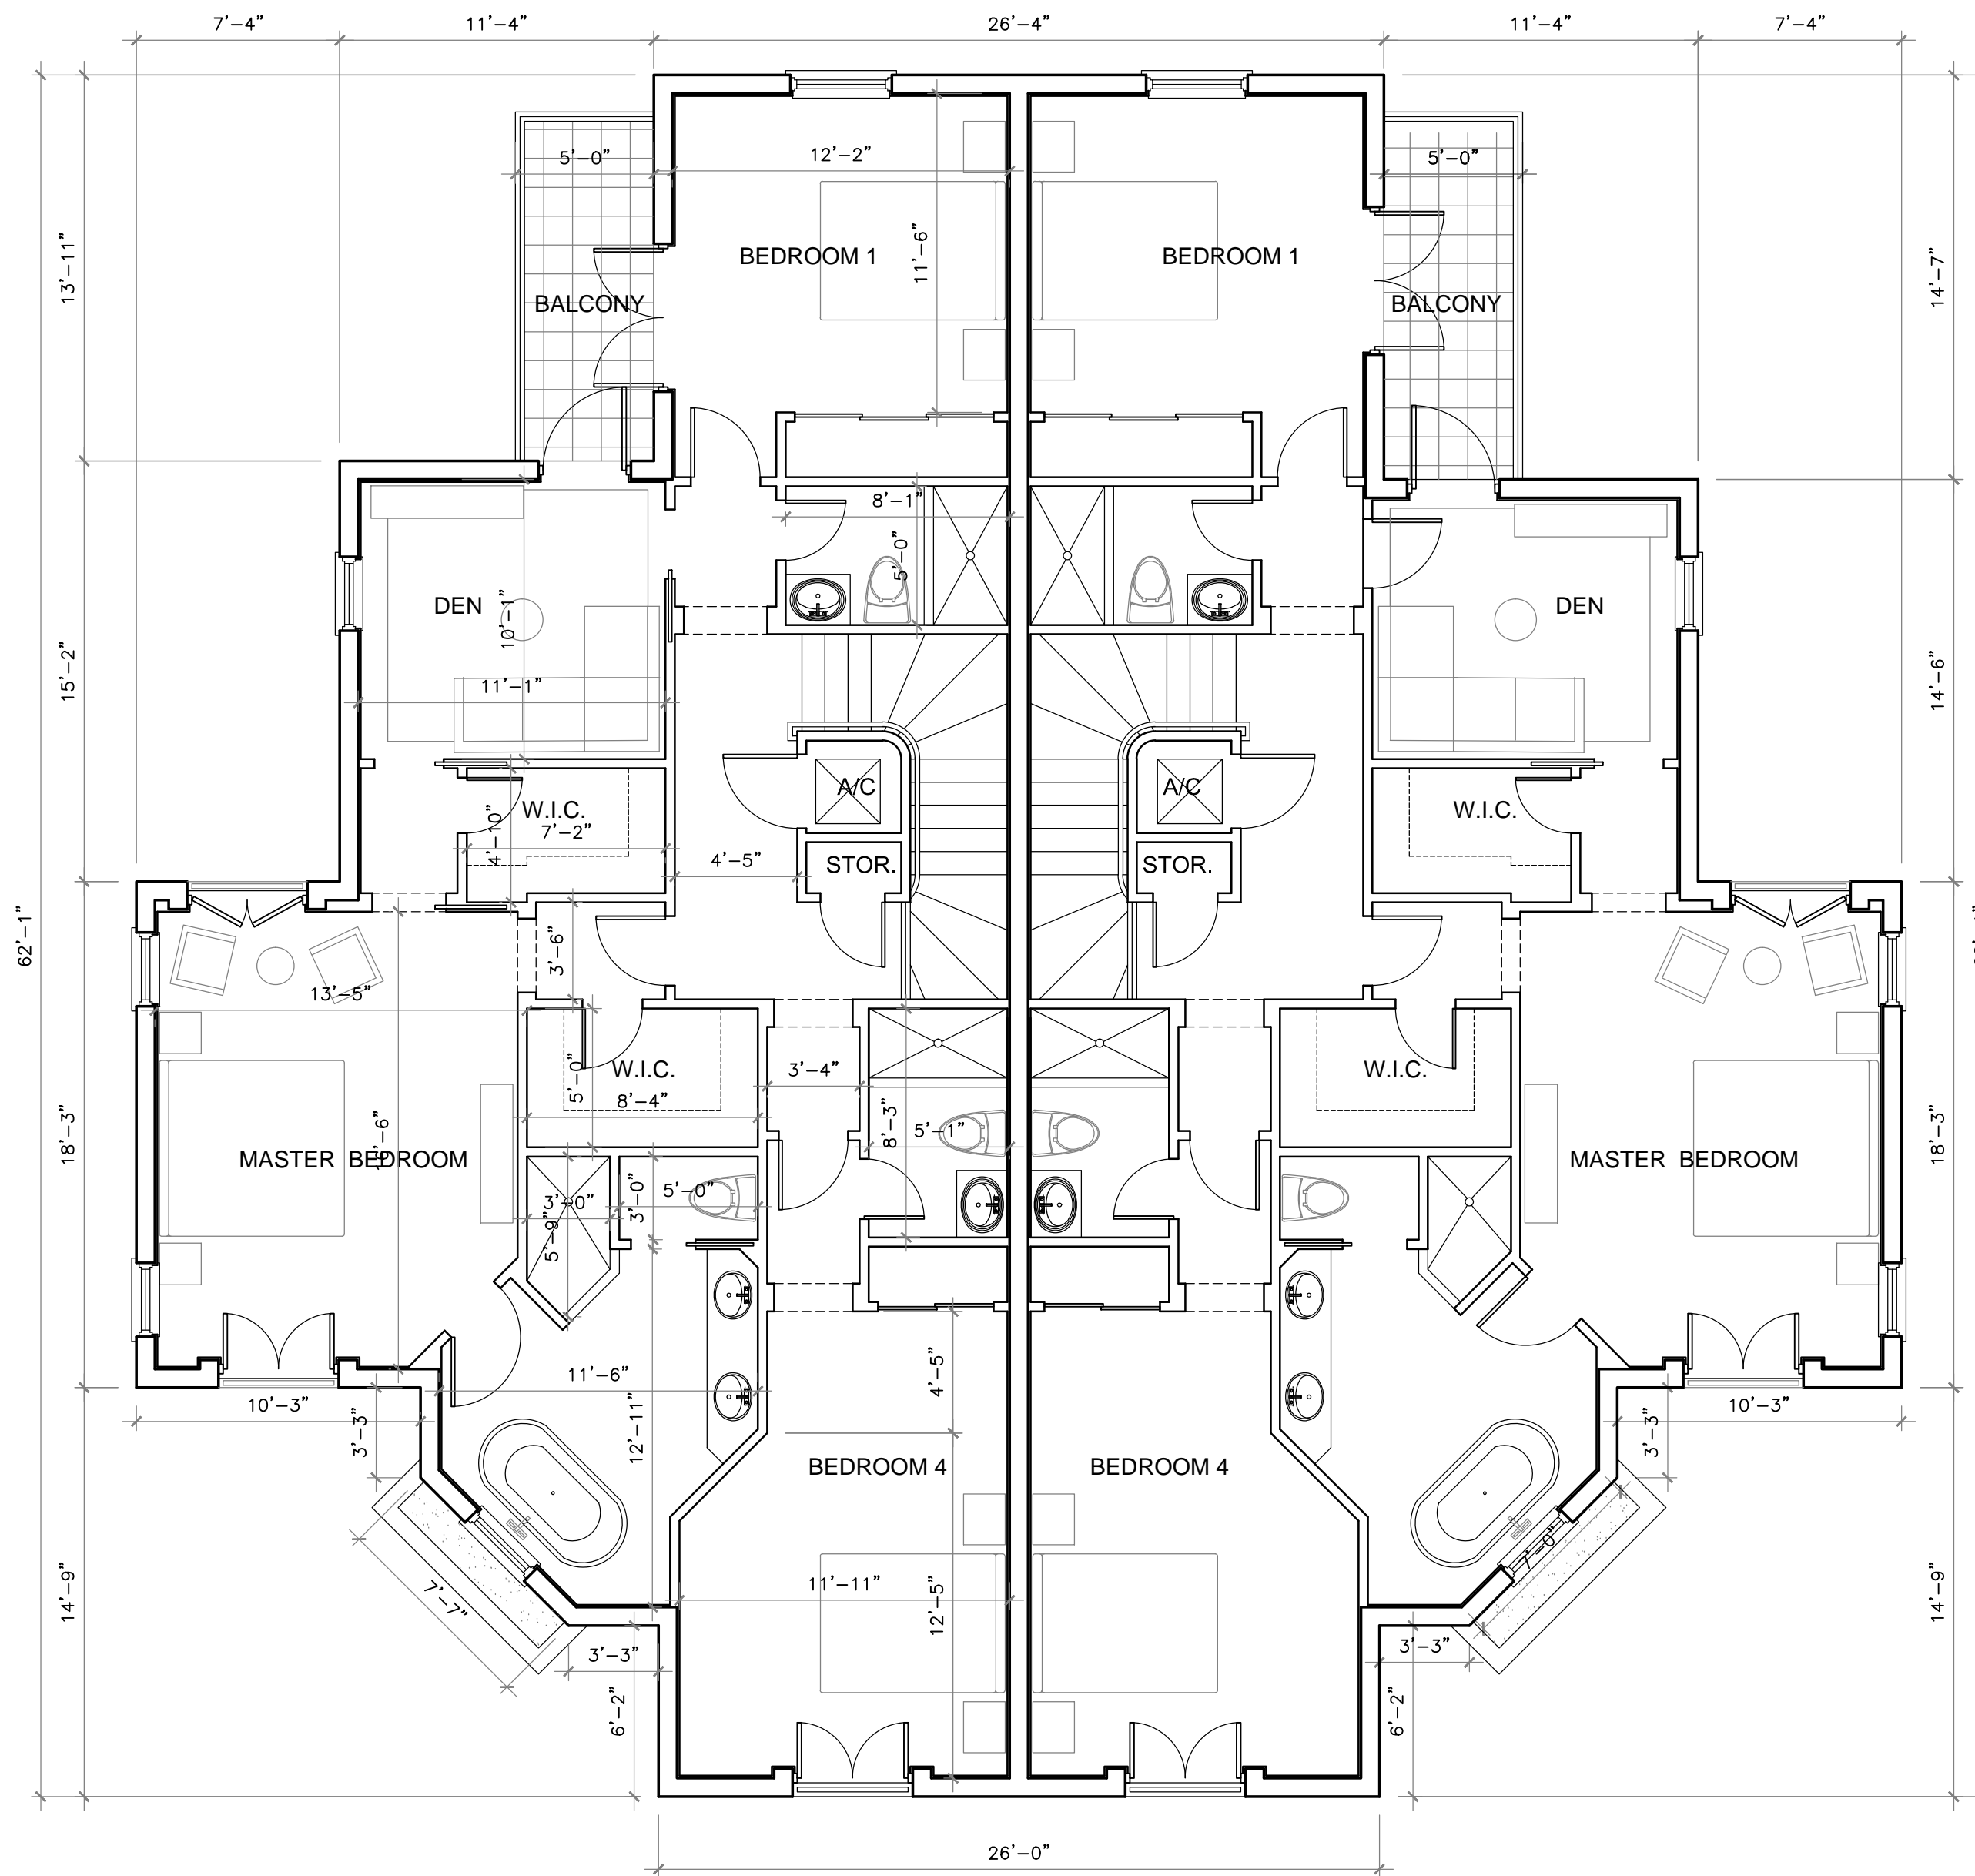 7'-4" 11'-4" 26'-4" 11'-4" 7'-4"
5'-0" 12'-2" 5'-0"
13'-11" 11'-6" 14'-7"
BEDROOM 1 BEDROOM 1
BALCONY BALCONY
8'-1"
5'-0"
DEN 10'-1" DEN
15'-2" 11'-1" 14'-6"
A/C A/C
W.I.C. W.I.C.
4'-10" 7'-2"
4'-5" STOR. STOR.
62'-1"
3'-6"
13'-5"
W.I.C. W.I.C.
3'-4"
5'-0" 8'-4"
8'-3" 5'-1"
18'-3" MASTER BEDROOM MASTER BEDROOM 18'-3"
3'-0" 5'-0"
3'-0"
5'-9"
11'-6" 4'-5"
10'-3" 10'-3"
3'-3" 12'-11" 3'-3"
BEDROOM 4 BEDROOM 4
7'-0"
14'-9" 7'-7" 11'-11" 12'-5" 14'-9"
3'-3" 3'-3"
6'-2" 6'-2"
26'-0"